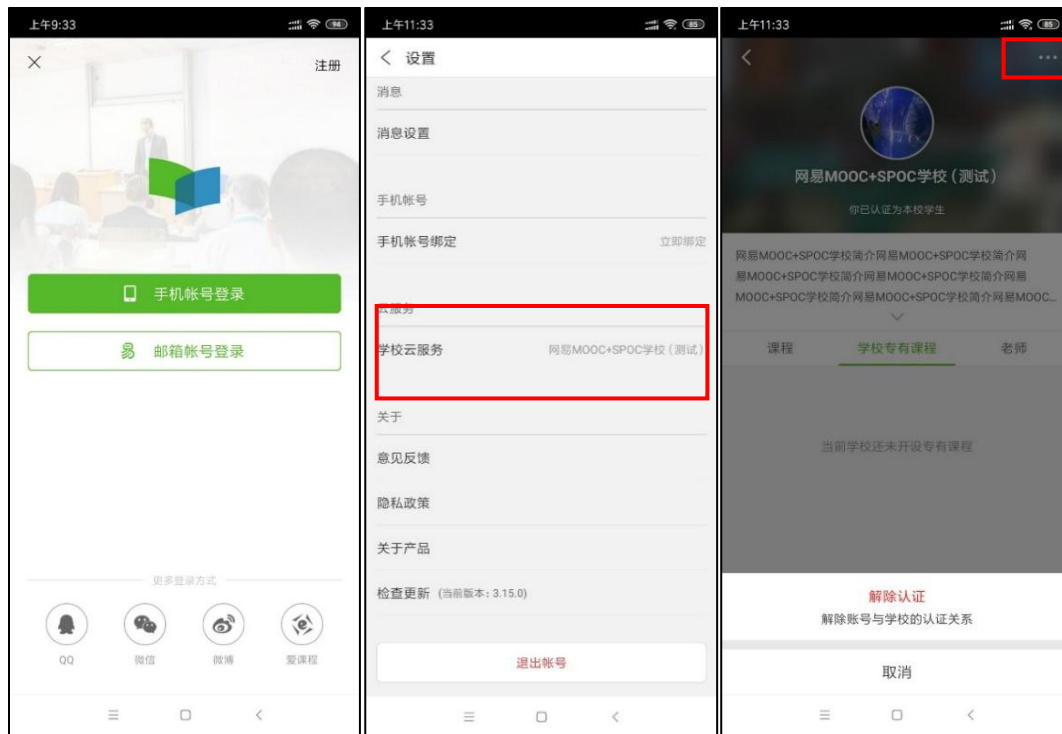 上午9:33
94
注册
手机帐号登录
邮箱帐号登录
更多登录方式
QQ
微信
微博
爱课程
上午11:33
85
设置
消息
消息设置
手机帐号
手机帐号绑定
立即绑定
云服务
学校云服务
网易MOOC+SPOC学校(测试)
关于
意见反馈
隐私政策
关于产品
检查更新 (当前版本: 3.15.0)
退出帐号
上午11:33
85
网易MOOC+SPOC学校(测试)
你已认证为本校学生
网易MOOC+SPOC学校简介网易MOOC+SPOC学校简介网
易MOOC+SPOC学校简介网易MOOC+SPOC学校简介网易
MOOC+SPOC学校简介网易MOOC+SPOC学校简介网易MOOC...
课程
学校专有课程
老师
当前学校还未开设专有课程
解除认证
解除账号与学校的认证关系
取消